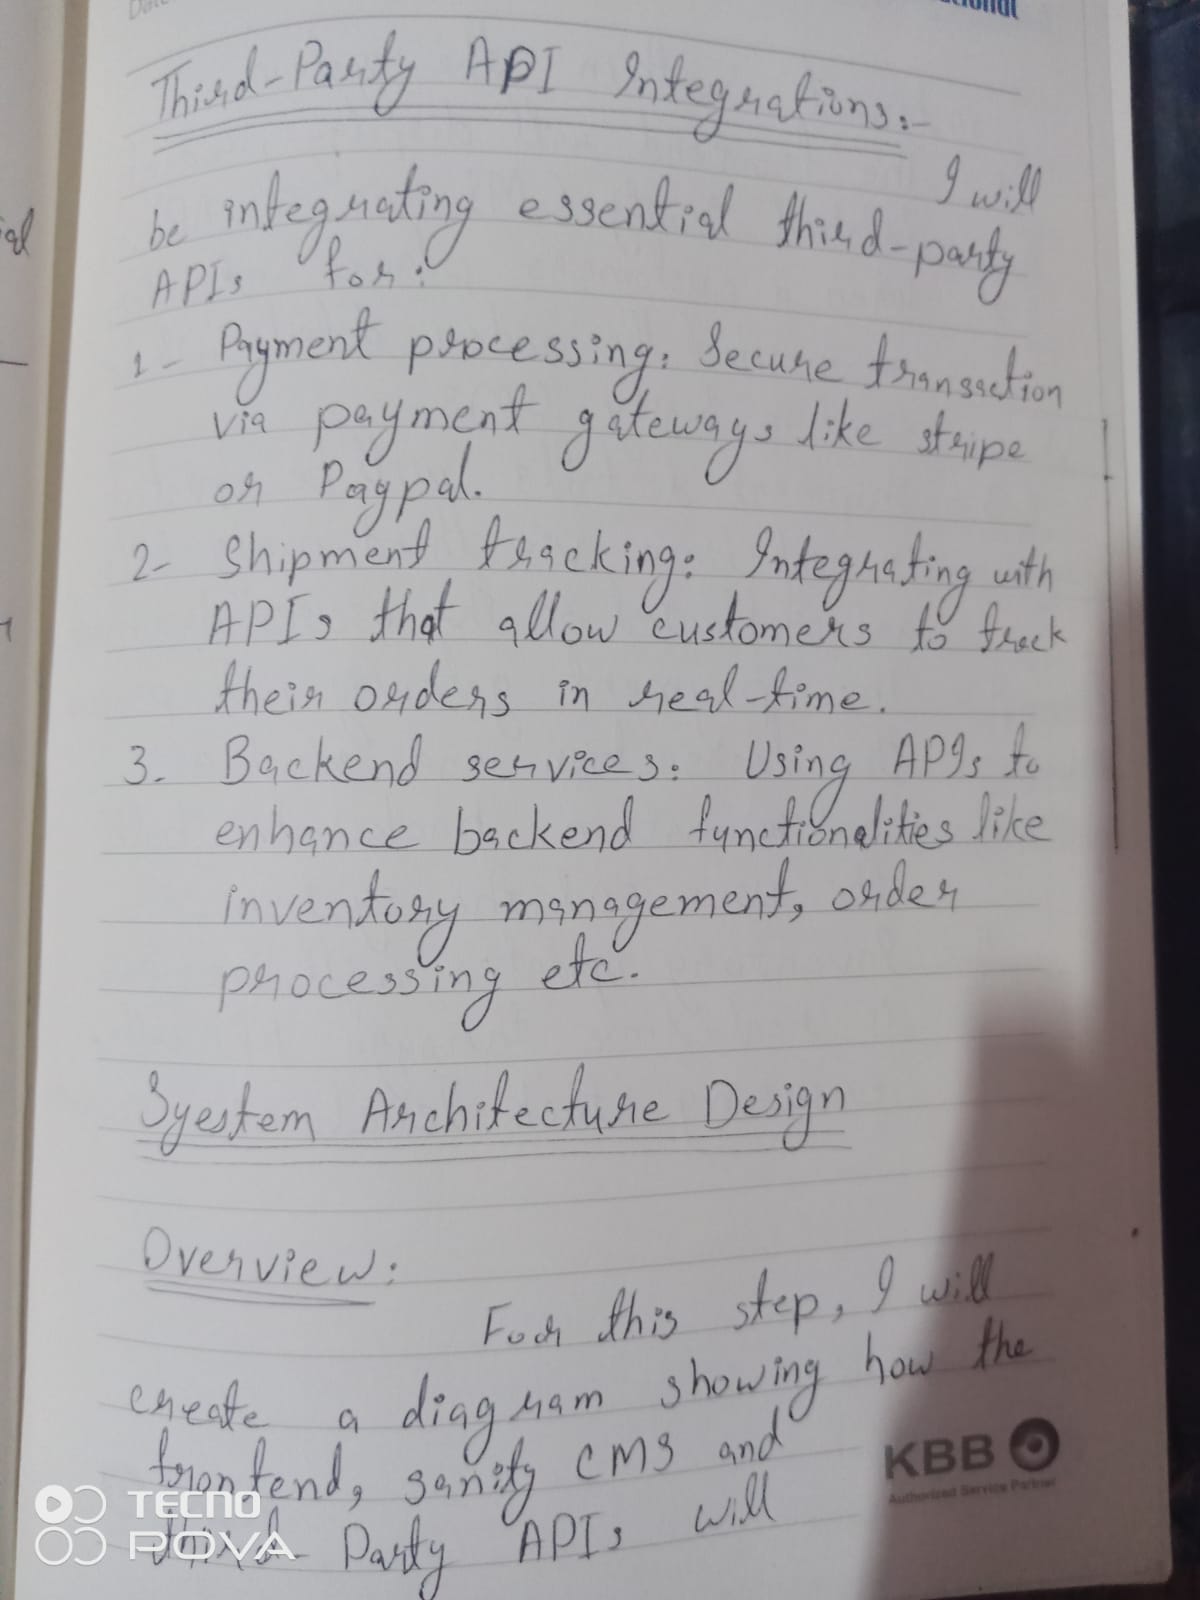 Third-Party API Integrations:-
I will
be integrating essential third-party
APIs for:
1- Payment processing: Secure transaction
via payment gateways like stripe
or Paypal.
2- Shipment tracking: Integrating with
APIs that allow customers to track
their orders in real-time.
3. Backend services: Using APIs to
enhance backend functionalities like
inventory management, order
processing etc.
Syestem Architecture Design
Overview:
For this step, I will
create a diagram showing how the
frontend, sanity CMS and
third-Party APIs will
KBB
Authorized Service Partner
TECNO
POVA